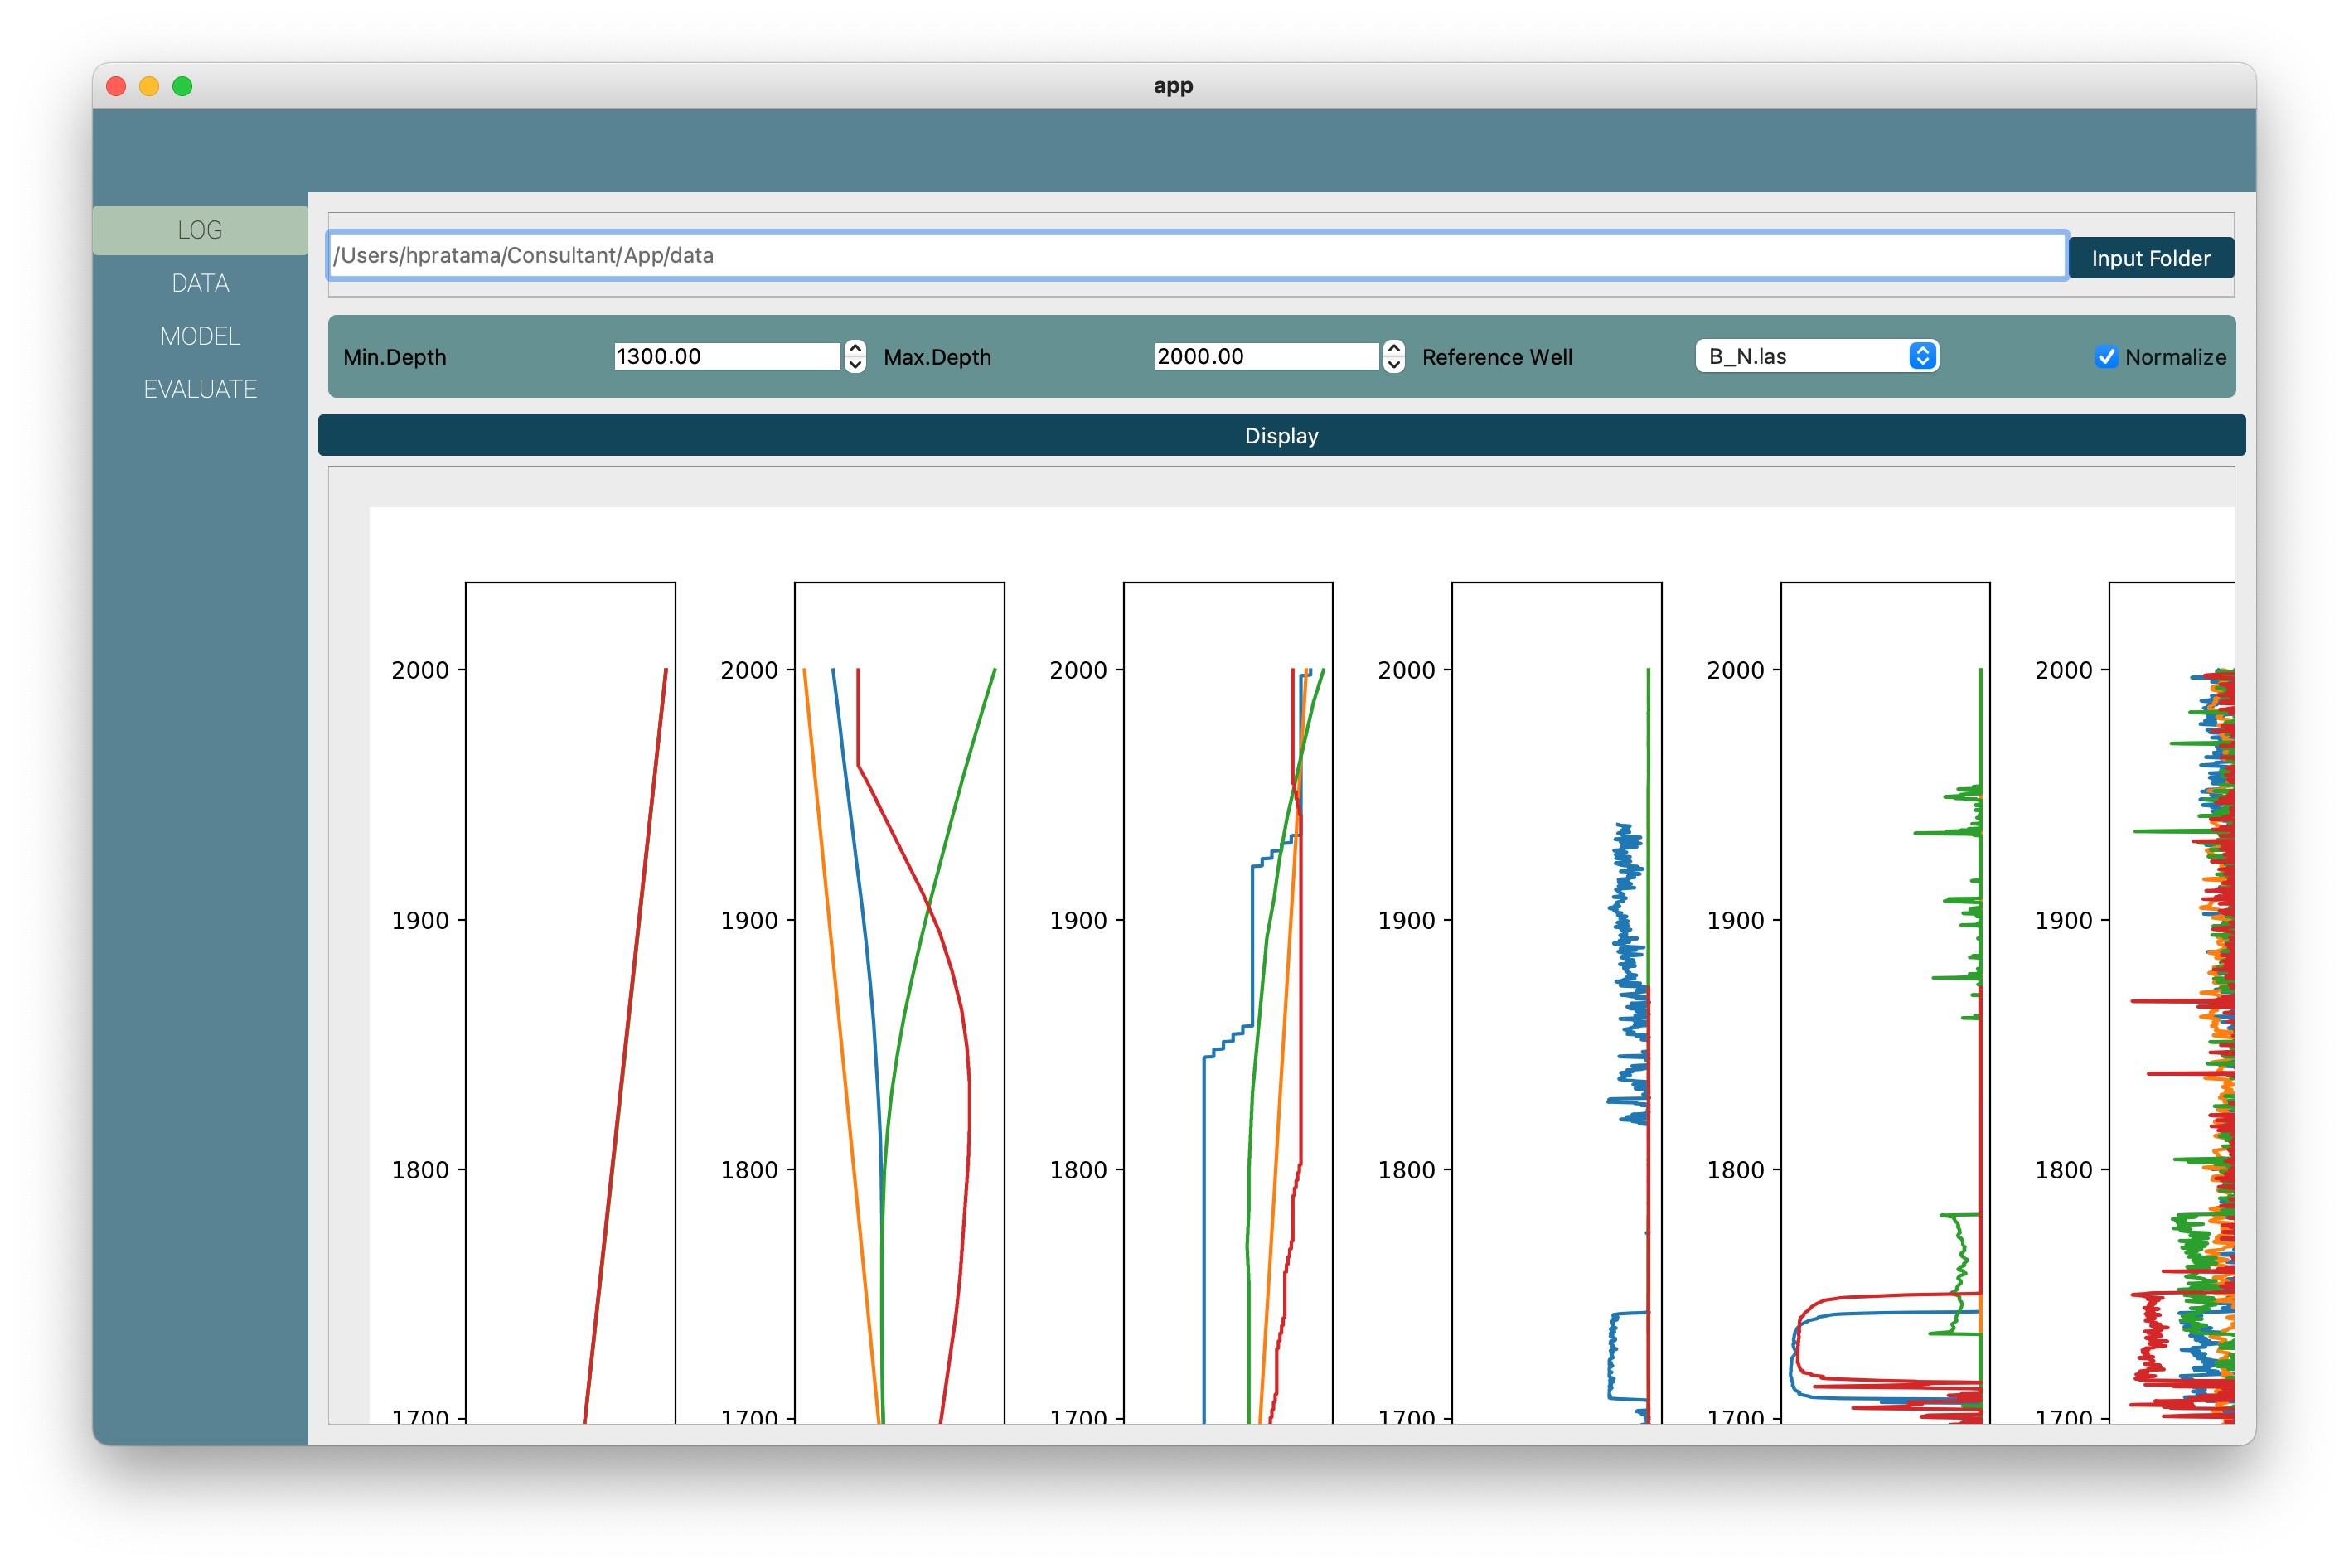 app
LOG
DATA
MODEL
EVALUATE
/Users/hpratama/Consultant/App/data
Input Folder
Min.Depth 1300.00 Max.Depth 2000.00 Reference Well B_N.las Normalize
Display
2000 2000 2000 2000 2000 2000
1900 1900 1900 1900 1900 1900
1800 1800 1800 1800 1800 1800
1700 1700 1700 1700 1700 1700